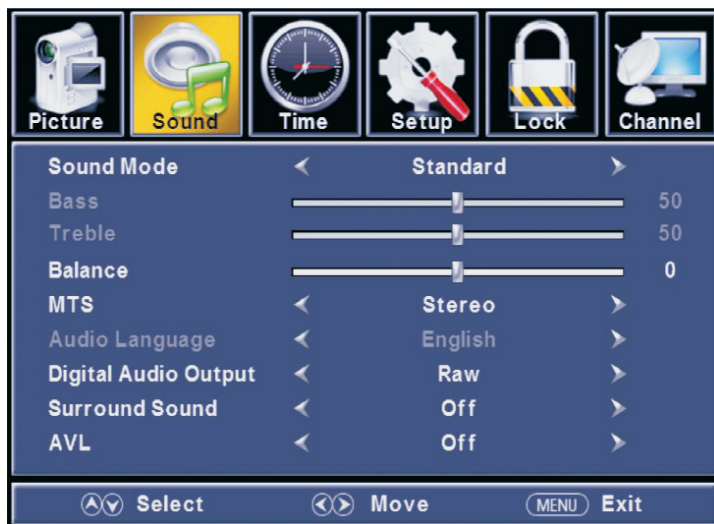 Picture Sound Time Setup Lock Channel
Sound Mode Standard
Bass 50
Treble 50
Balance 0
MTS Stereo
Audio Language English
Digital Audio Output Raw
Surround Sound Off
AVL Off
Select Move MENU Exit